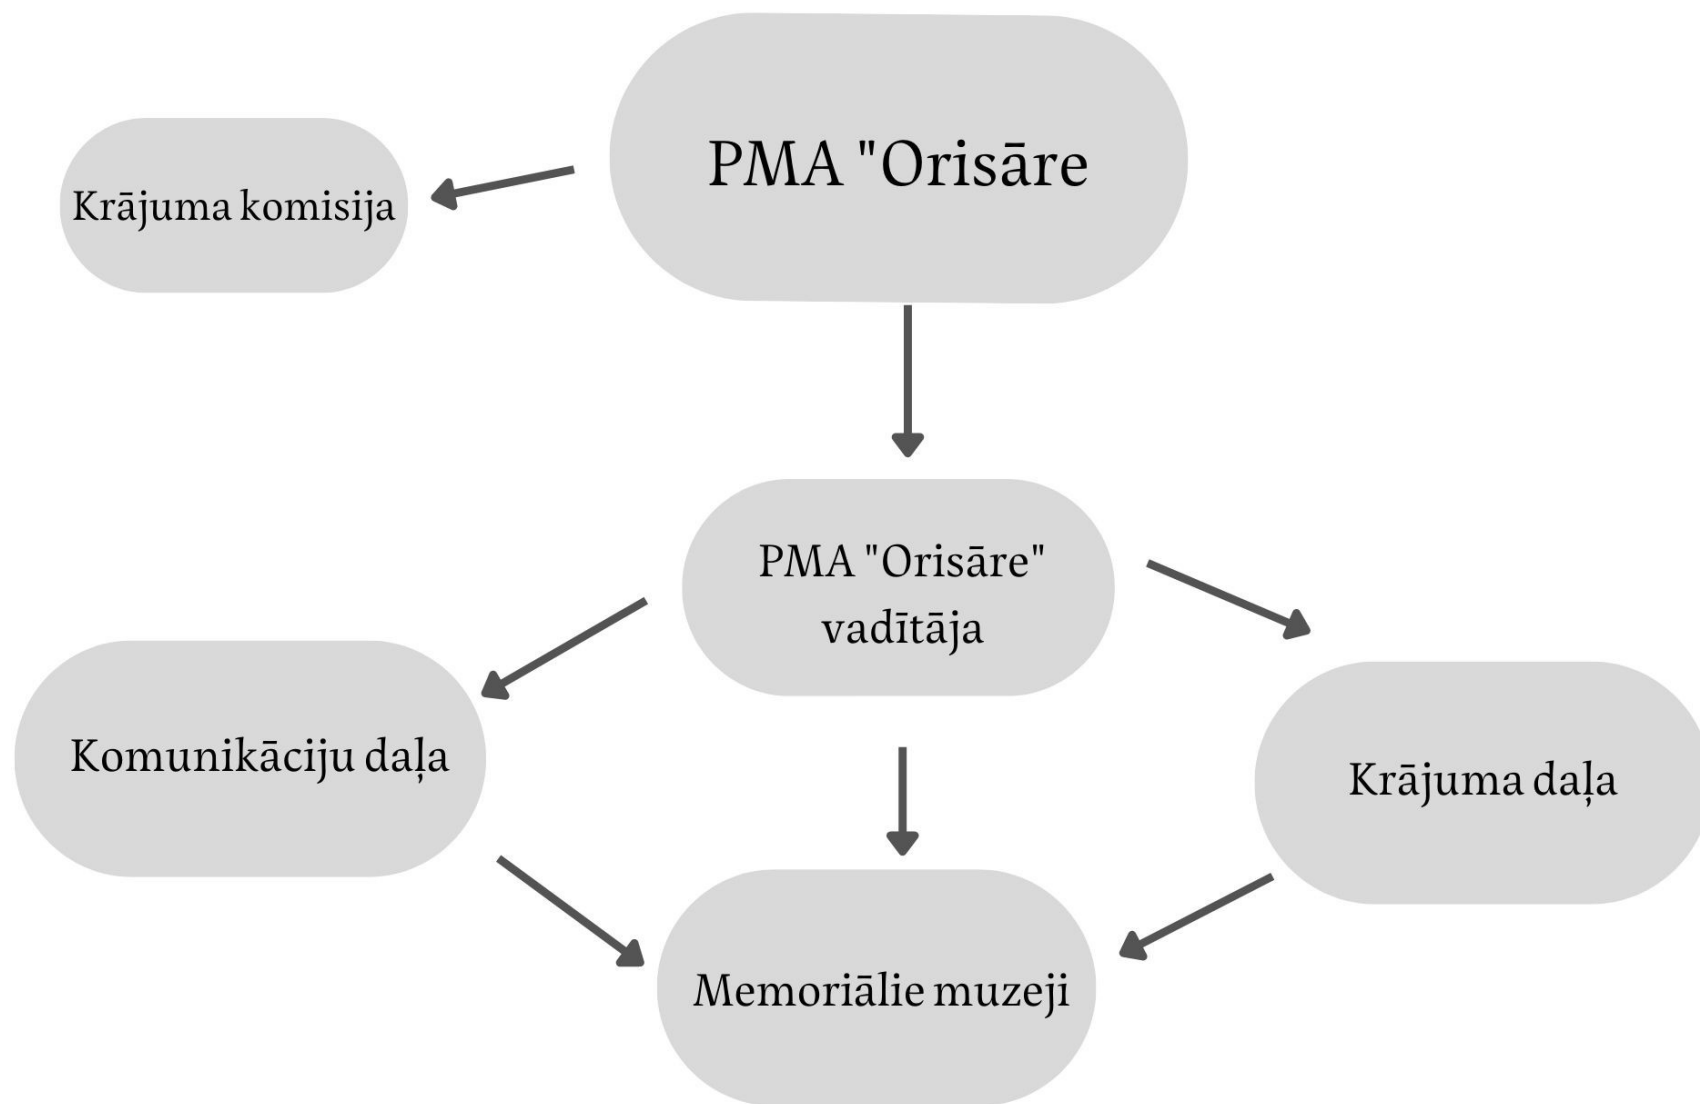 PMA "Orisāre
Krājuma komisija
PMA "Orisāre"
vadītāja
Komunikāciju daļa
Krājuma daļa
Memoriālie muzeji